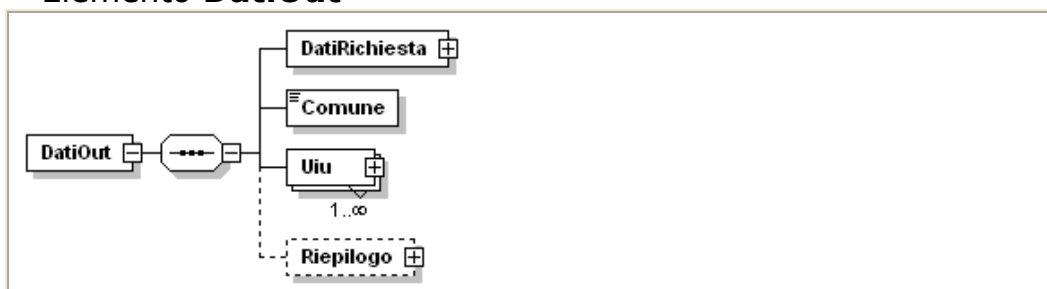 Elemento DatiOut
DatiRichiesta
Comune
DatiOut
Uiu
1..∞
Riepilogo